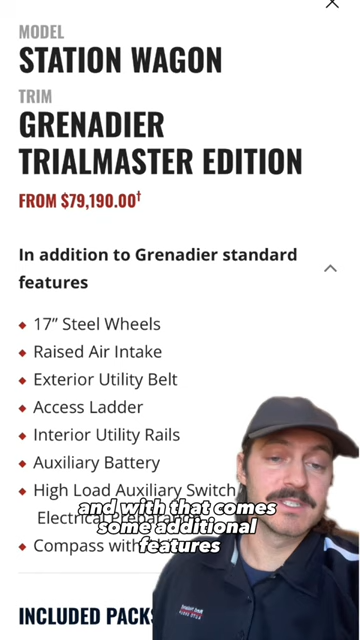 MODEL
STATION WAGON
TRIM
GRENADIER
TRIALMASTER EDITION
FROM $79,190.00†
In addition to Grenadier standard
features
17” Steel Wheels
Raised Air Intake
Exterior Utility Belt
Access Ladder
Interior Utility Rails
Auxiliary Battery
High Load Auxiliary Switch
Electrical
Compass with
and with that comes
some additional
features
INCLUDED PACKS